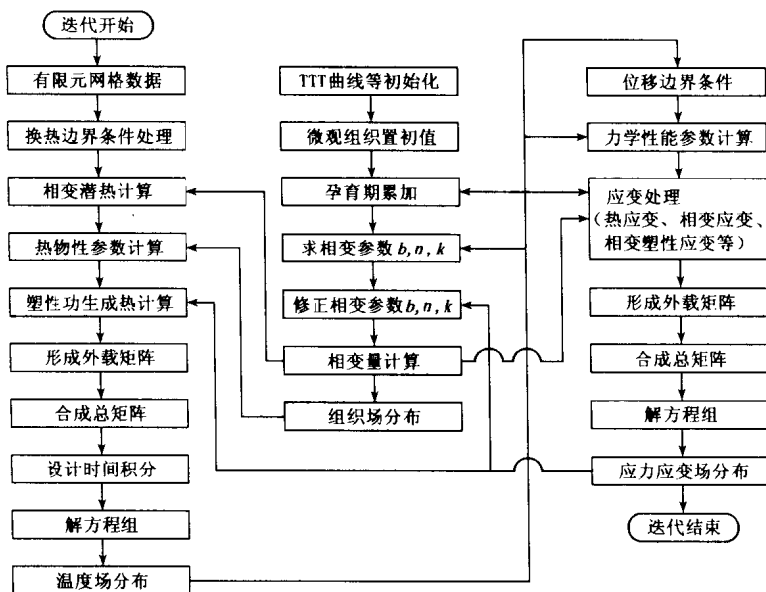 迭代开始
有限元网格数据
换热边界条件处理
相变潜热计算
热物性参数计算
塑性功生成热计算
形成外载矩阵
合成总矩阵
设计时间积分
解方程组
温度场分布
TTT曲线等初始化
微观组织置初值
孕育期累加
求相变参数b,n,k
修正相变参数b,n,k
相变量计算
组织场分布
位移边界条件
力学性能参数计算
应变处理
(热应变、相变应变、
相变塑性应变等)
形成外载矩阵
合成总矩阵
解方程组
应力应变场分布
迭代结束